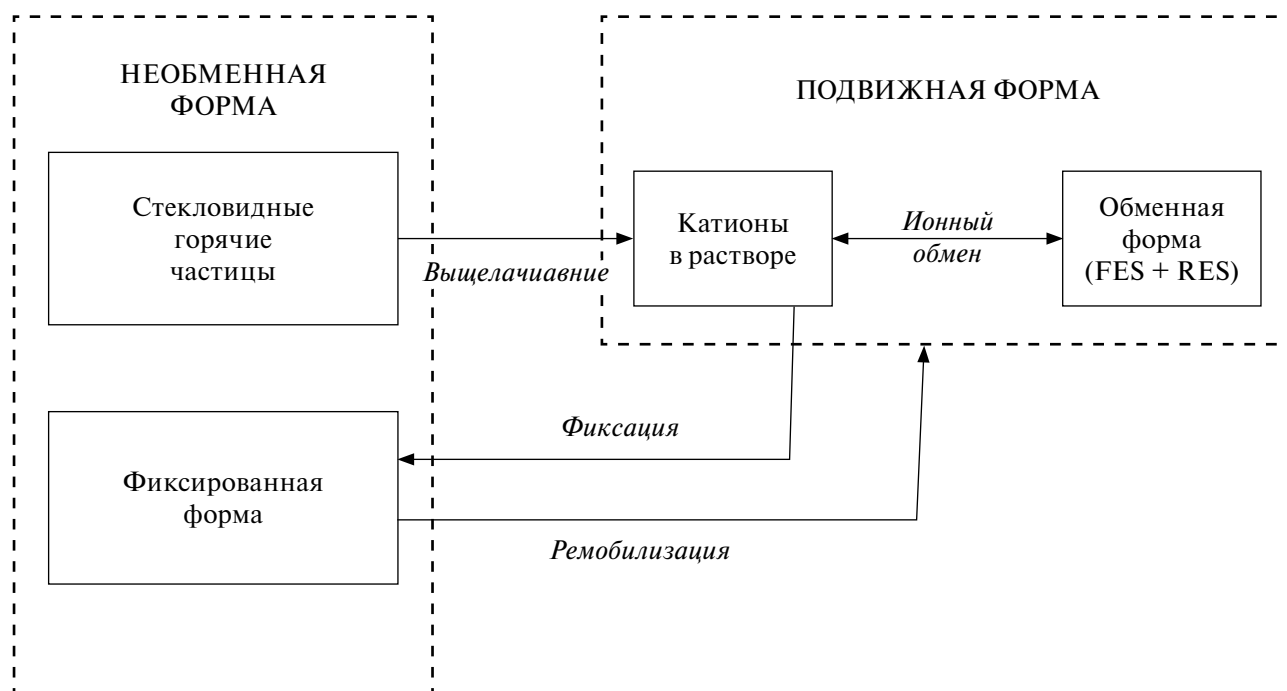 НЕОБМЕННАЯ
ФОРМА
ПОДВИЖНАЯ ФОРМА
Стекловидные
горячие
частицы
Выщелачиавние
Катионы
в растворе
Ионный
обмен
Обменная
форма
(FES + RES)
Фиксация
Фиксированная
форма
Ремобилизация